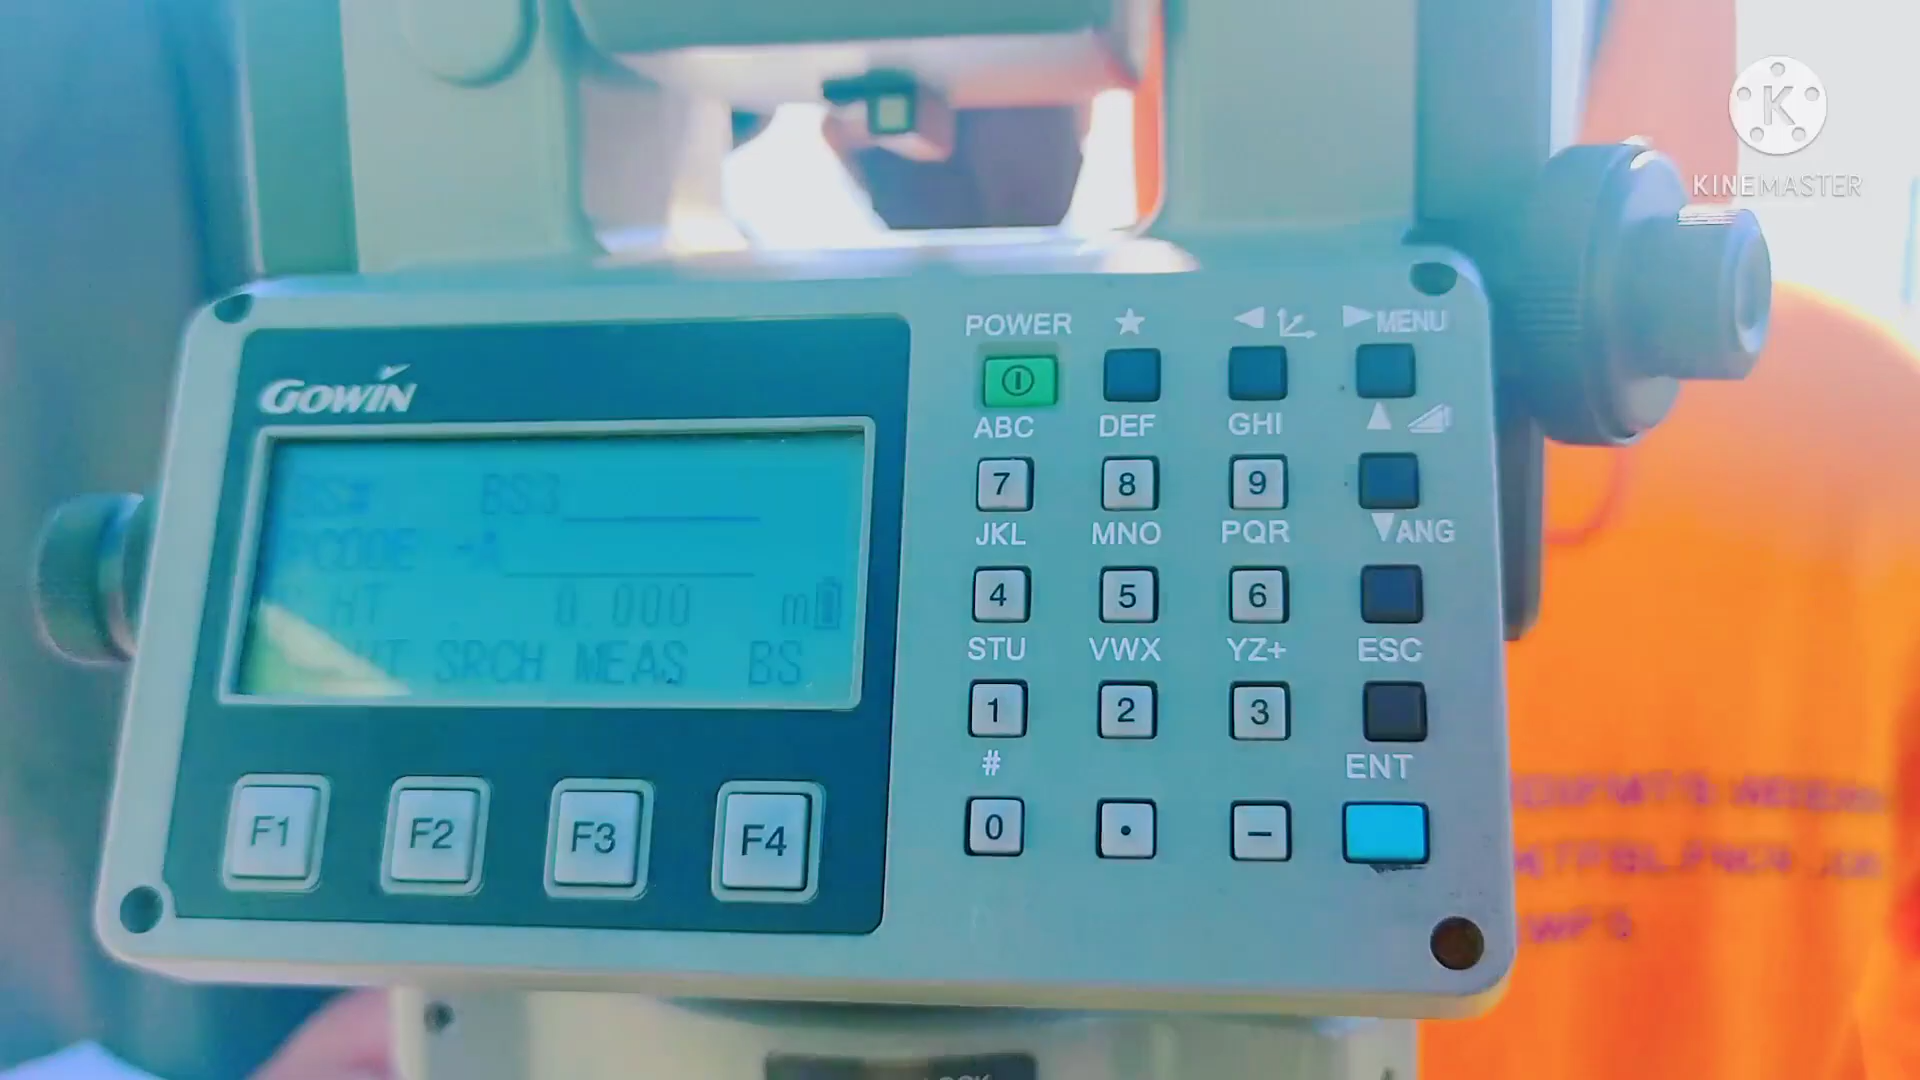 KINEMASTER
POWER ★ ◀ ▶MENU
GOWIN
ABC DEF GHI ▲
7 8 9
JKL MNO PQR ▼ANG
4 5 6
STU VWX YZ+ ESC
1 2 3
# ENT
0 • –
BS# BS3
PCODE -A
HT 0.000 m
SRCH MEAS BS
F1 F2 F3 F4